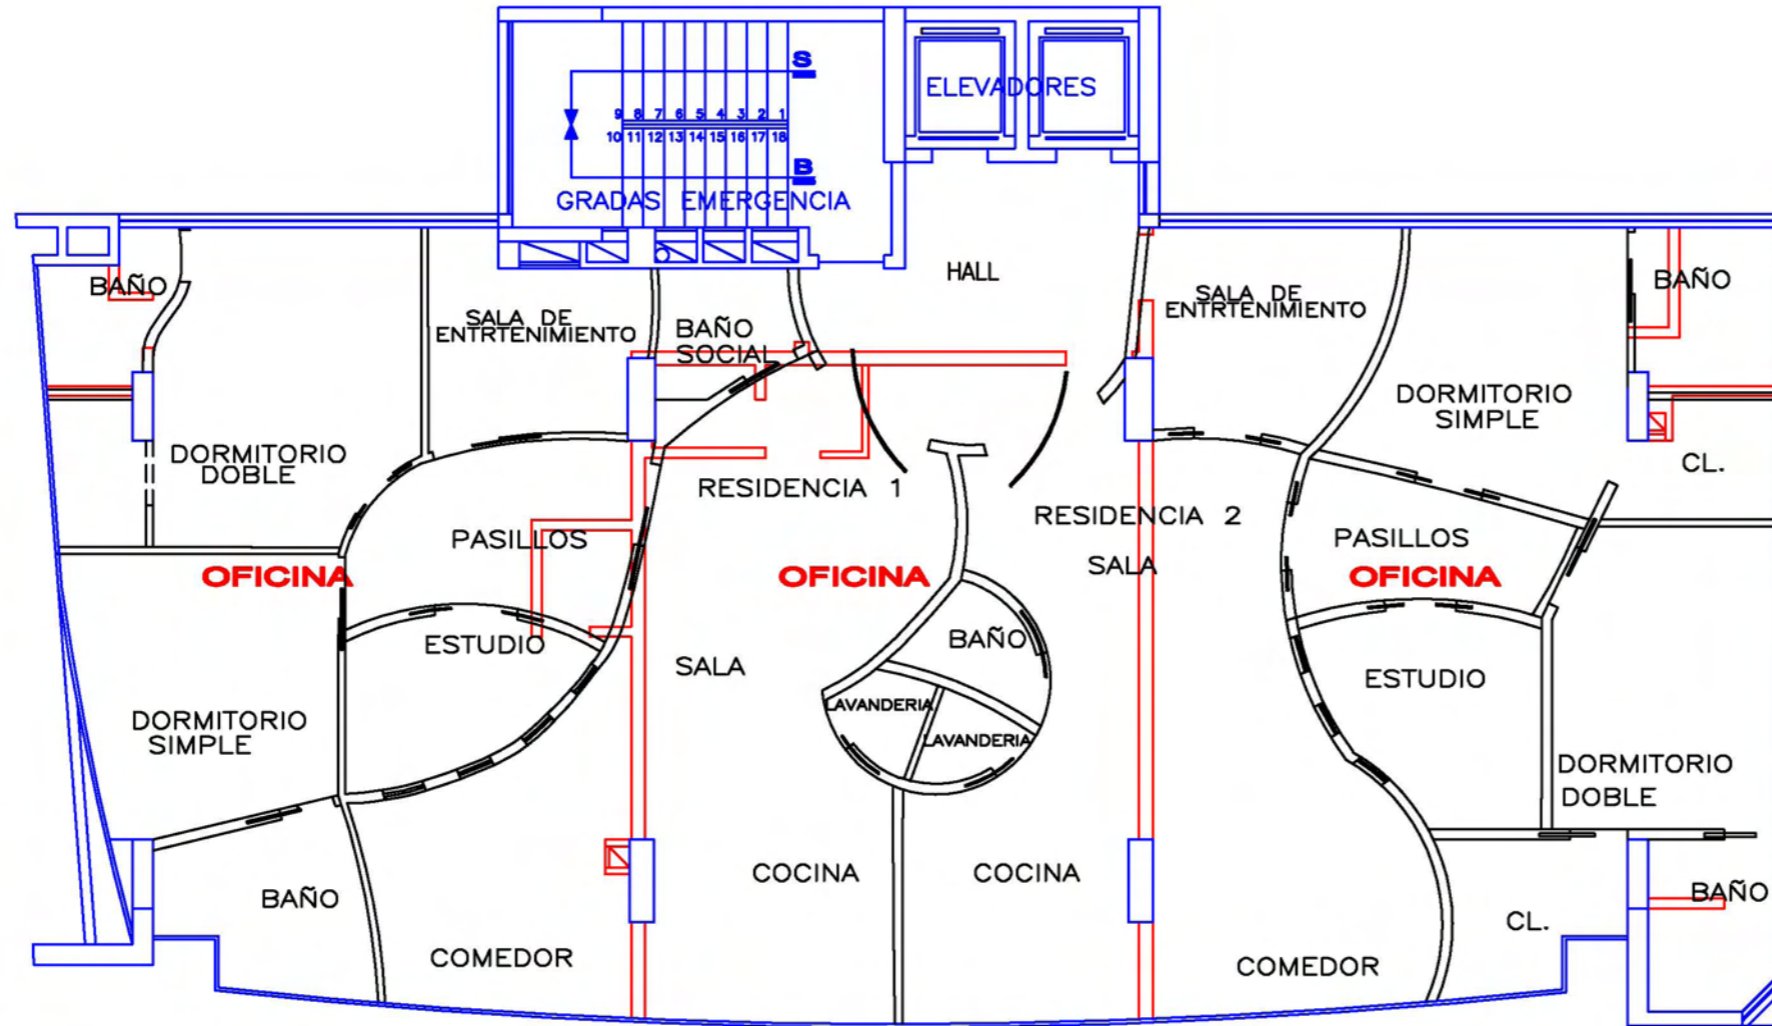 S
ELEVADORES
9 8 7 6 5 4 3 2 1
10 11 12 13 14 15 16 17 18
B
GRADAS EMERGENCIA
HALL
BAÑO
SALA DE
ENTRTENIMIENTO
BAÑO
SOCIAL
SALA DE
ENTRTENIMIENTO
BAÑO
DORMITORIO
SIMPLE
DORMITORIO
DOBLE
CL.
RESIDENCIA 1
RESIDENCIA 2
PASILLOS
PASILLOS
SALA
OFICINA
OFICINA
OFICINA
ESTUDIO
BAÑO
SALA
ESTUDIO
LAVANDERIA
LAVANDERIA
DORMITORIO
SIMPLE
DORMITORIO
DOBLE
COCINA
COCINA
BAÑO
BAÑO
CL.
COMEDOR
COMEDOR